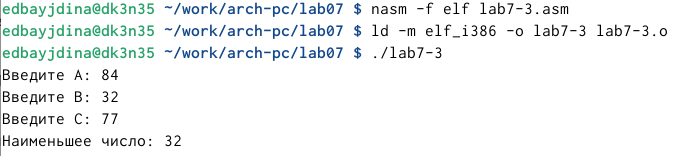 edbayjdina@dk3n35 ~/work/arch-pc/lab07 $ nasm -f elf lab7-3.asm
edbayjdina@dk3n35 ~/work/arch-pc/lab07 $ ld -m elf_i386 -o lab7-3 lab7-3.o
edbayjdina@dk3n35 ~/work/arch-pc/lab07 $ ./lab7-3
Введите A: 84
Введите B: 32
Введите C: 77
Наименьшее число: 32